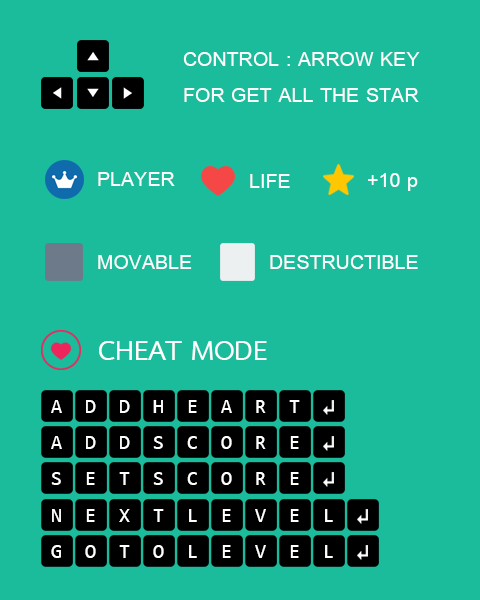 CONTROL : ARROW KEY
FOR GET ALL THE STAR
PLAYER LIFE +10 p
MOVABLE DESTRUCTIBLE
CHEAT MODE
A D D H E A R T ↲
A D D S C O R E ↲
S E T S C O R E ↲
N E X T L E V E L ↲
G O T O L E V E L ↲